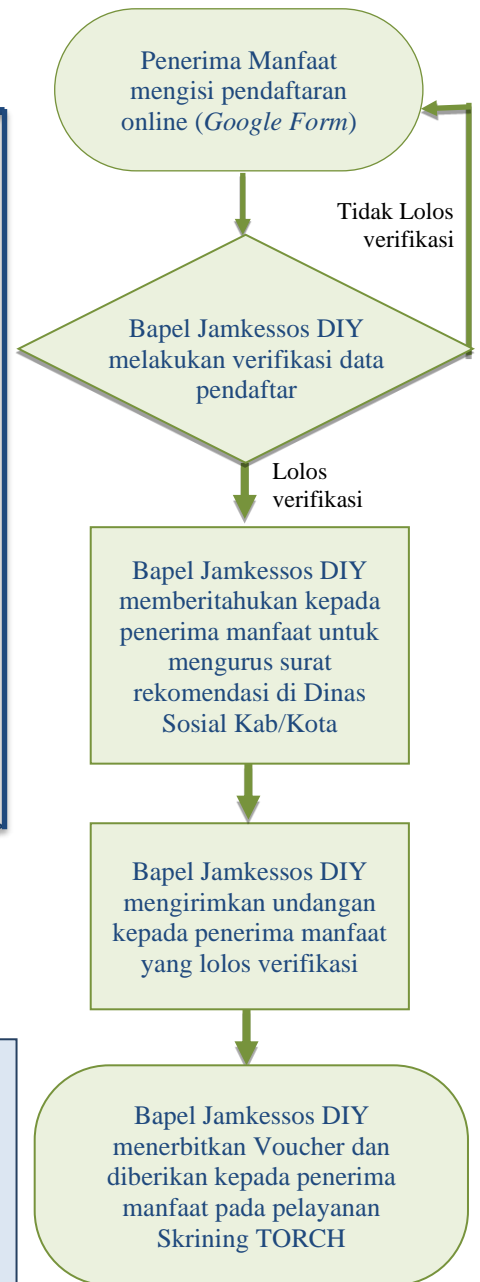 Penerima Manfaat
mengisi pendaftaran
online (Google Form)
Tidak Lolos
verifikasi
Bapel Jamkessos DIY
melakukan verifikasi data
pendaftar
Lolos
verifikasi
Bapel Jamkessos DIY
memberitahukan kepada
penerima manfaat untuk
mengurus surat
rekomendasi di Dinas
Sosial Kab/Kota
Bapel Jamkessos DIY
mengirimkan undangan
kepada penerima manfaat
yang lolos verifikasi
Bapel Jamkessos DIY
menerbitkan Voucher dan
diberikan kepada penerima
manfaat pada pelayanan
Skrining TORCH